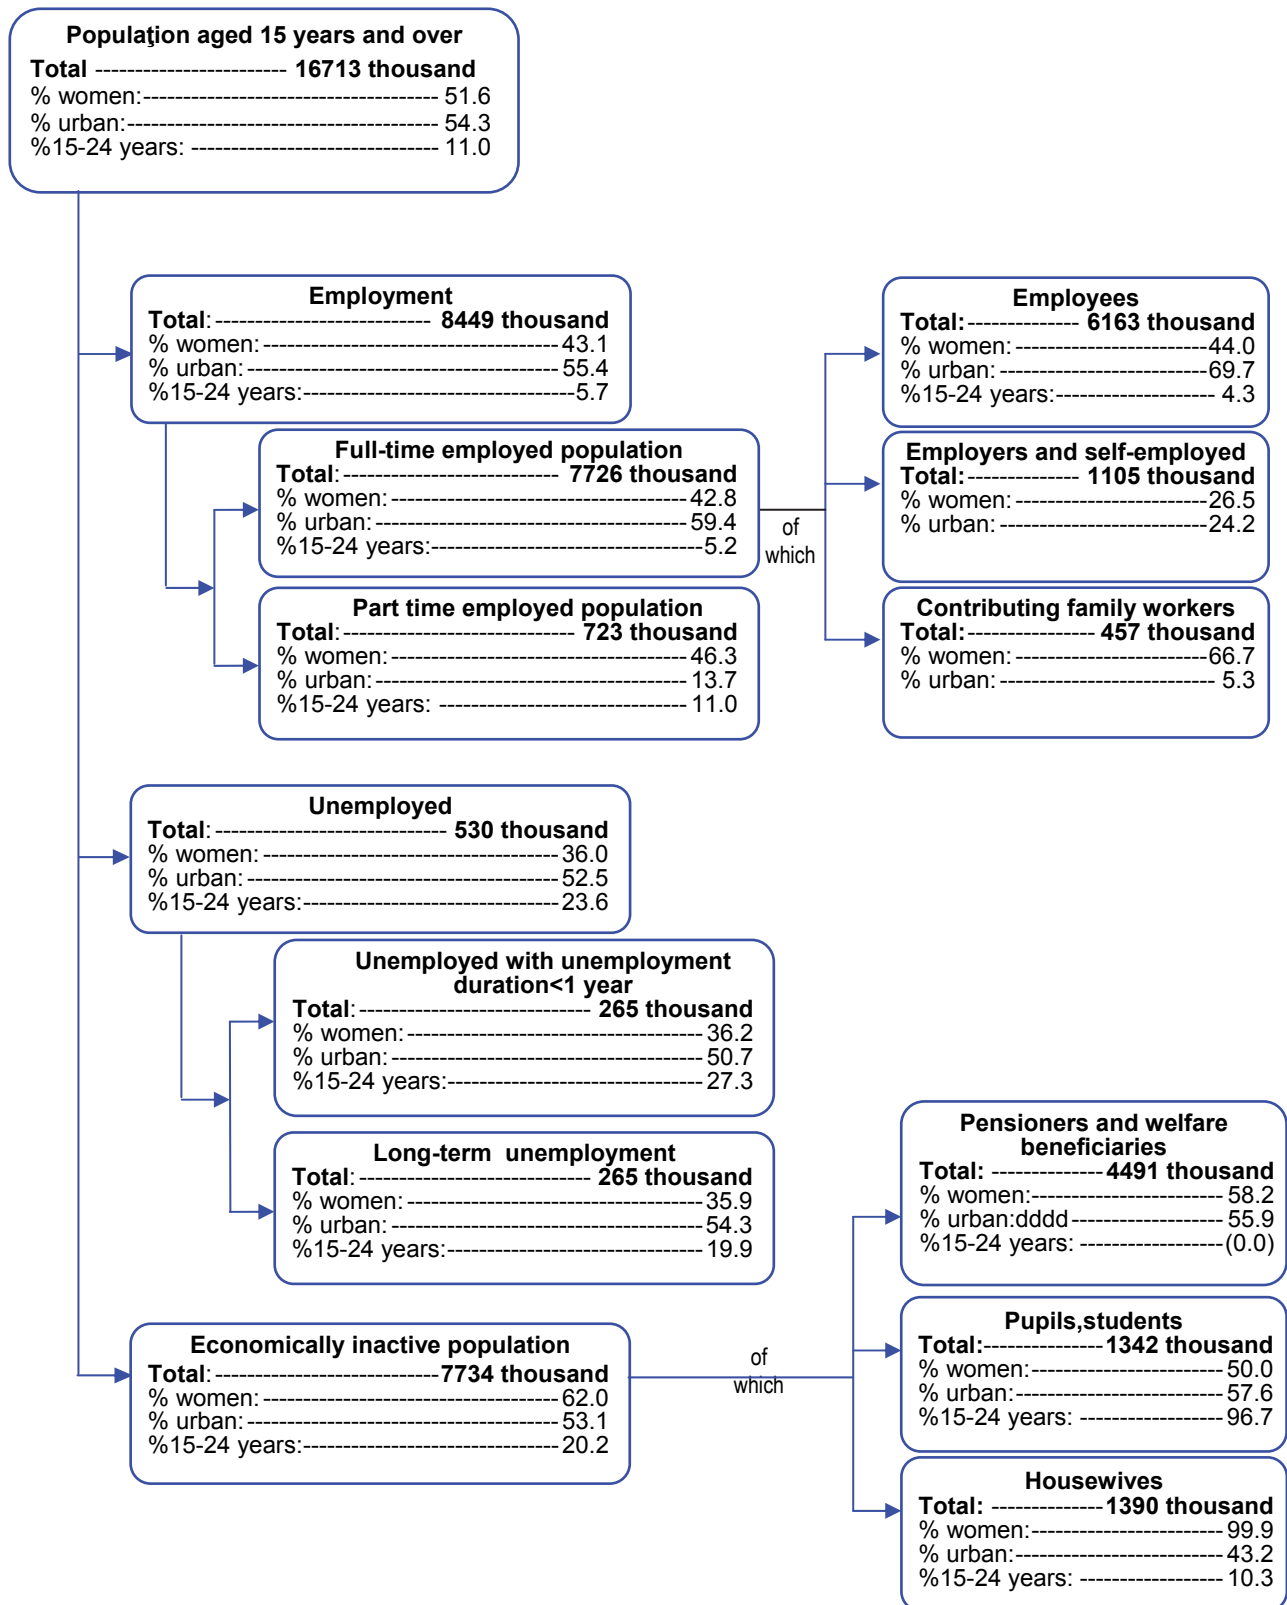 Populaţion aged 15 years and over
Total ------------------------ 16713 thousand
% women:------------------------------------- 51.6
% urban:--------------------------------------- 54.3
%15-24 years: ------------------------------- 11.0
Employment
Total: --------------------------- 8449 thousand
% women: -------------------------------------43.1
% urban: ---------------------------------------55.4
%15-24 years:----------------------------------5.7
Full-time employed population
Total: --------------------------- 7726 thousand
% women: -------------------------------------42.8
% urban: ---------------------------------------59.4
%15-24 years:----------------------------------5.2
Part time employed population
Total: ----------------------------- 723 thousand
% women: -------------------------------------46.3
% urban: ---------------------------------------13.7
%15-24 years: ------------------------------- 11.0
of
which
Employees
Total:-------------- 6163 thousand
% women: ------------------------44.0
% urban: --------------------------69.7
%15-24 years:-------------------- 4.3
Employers and self-employed
Total:-------------- 1105 thousand
% women: ------------------------26.5
% urban: --------------------------24.2
Contributing family workers
Total:---------------- 457 thousand
% women: ------------------------66.7
% urban: --------------------------- 5.3
Unemployed
Total: ----------------------------- 530 thousand
% women: ------------------------------------- 36.0
% urban: --------------------------------------- 52.5
%15-24 years:-------------------------------- 23.6
Unemployed with unemployment
duration<1 year
Total: ----------------------------- 265 thousand
% women: ------------------------------------- 36.2
% urban: --------------------------------------- 50.7
%15-24 years:-------------------------------- 27.3
Long-term unemployment
Total: ----------------------------- 265 thousand
% women: ------------------------------------- 35.9
% urban: --------------------------------------- 54.3
%15-24 years:-------------------------------- 19.9
Economically inactive population
Total: -------------------------7734 thousand
% women: ------------------------------------- 62.0
% urban: --------------------------------------- 53.1
%15-24 years:-------------------------------- 20.2
of
which
Pensioners and welfare
beneficiaries
Total: --------------4491 thousand
% women:------------------------ 58.2
% urban:dddd------------------- 55.9
%15-24 years: ------------------(0.0)
Pupils,students
Total:---------------1342 thousand
% women:------------------------ 50.0
% urban:-------------------------- 57.6
%15-24 years: ------------------ 96.7
Housewives
Total: --------------1390 thousand
% women:------------------------ 99.9
% urban:-------------------------- 43.2
%15-24 years: ------------------ 10.3